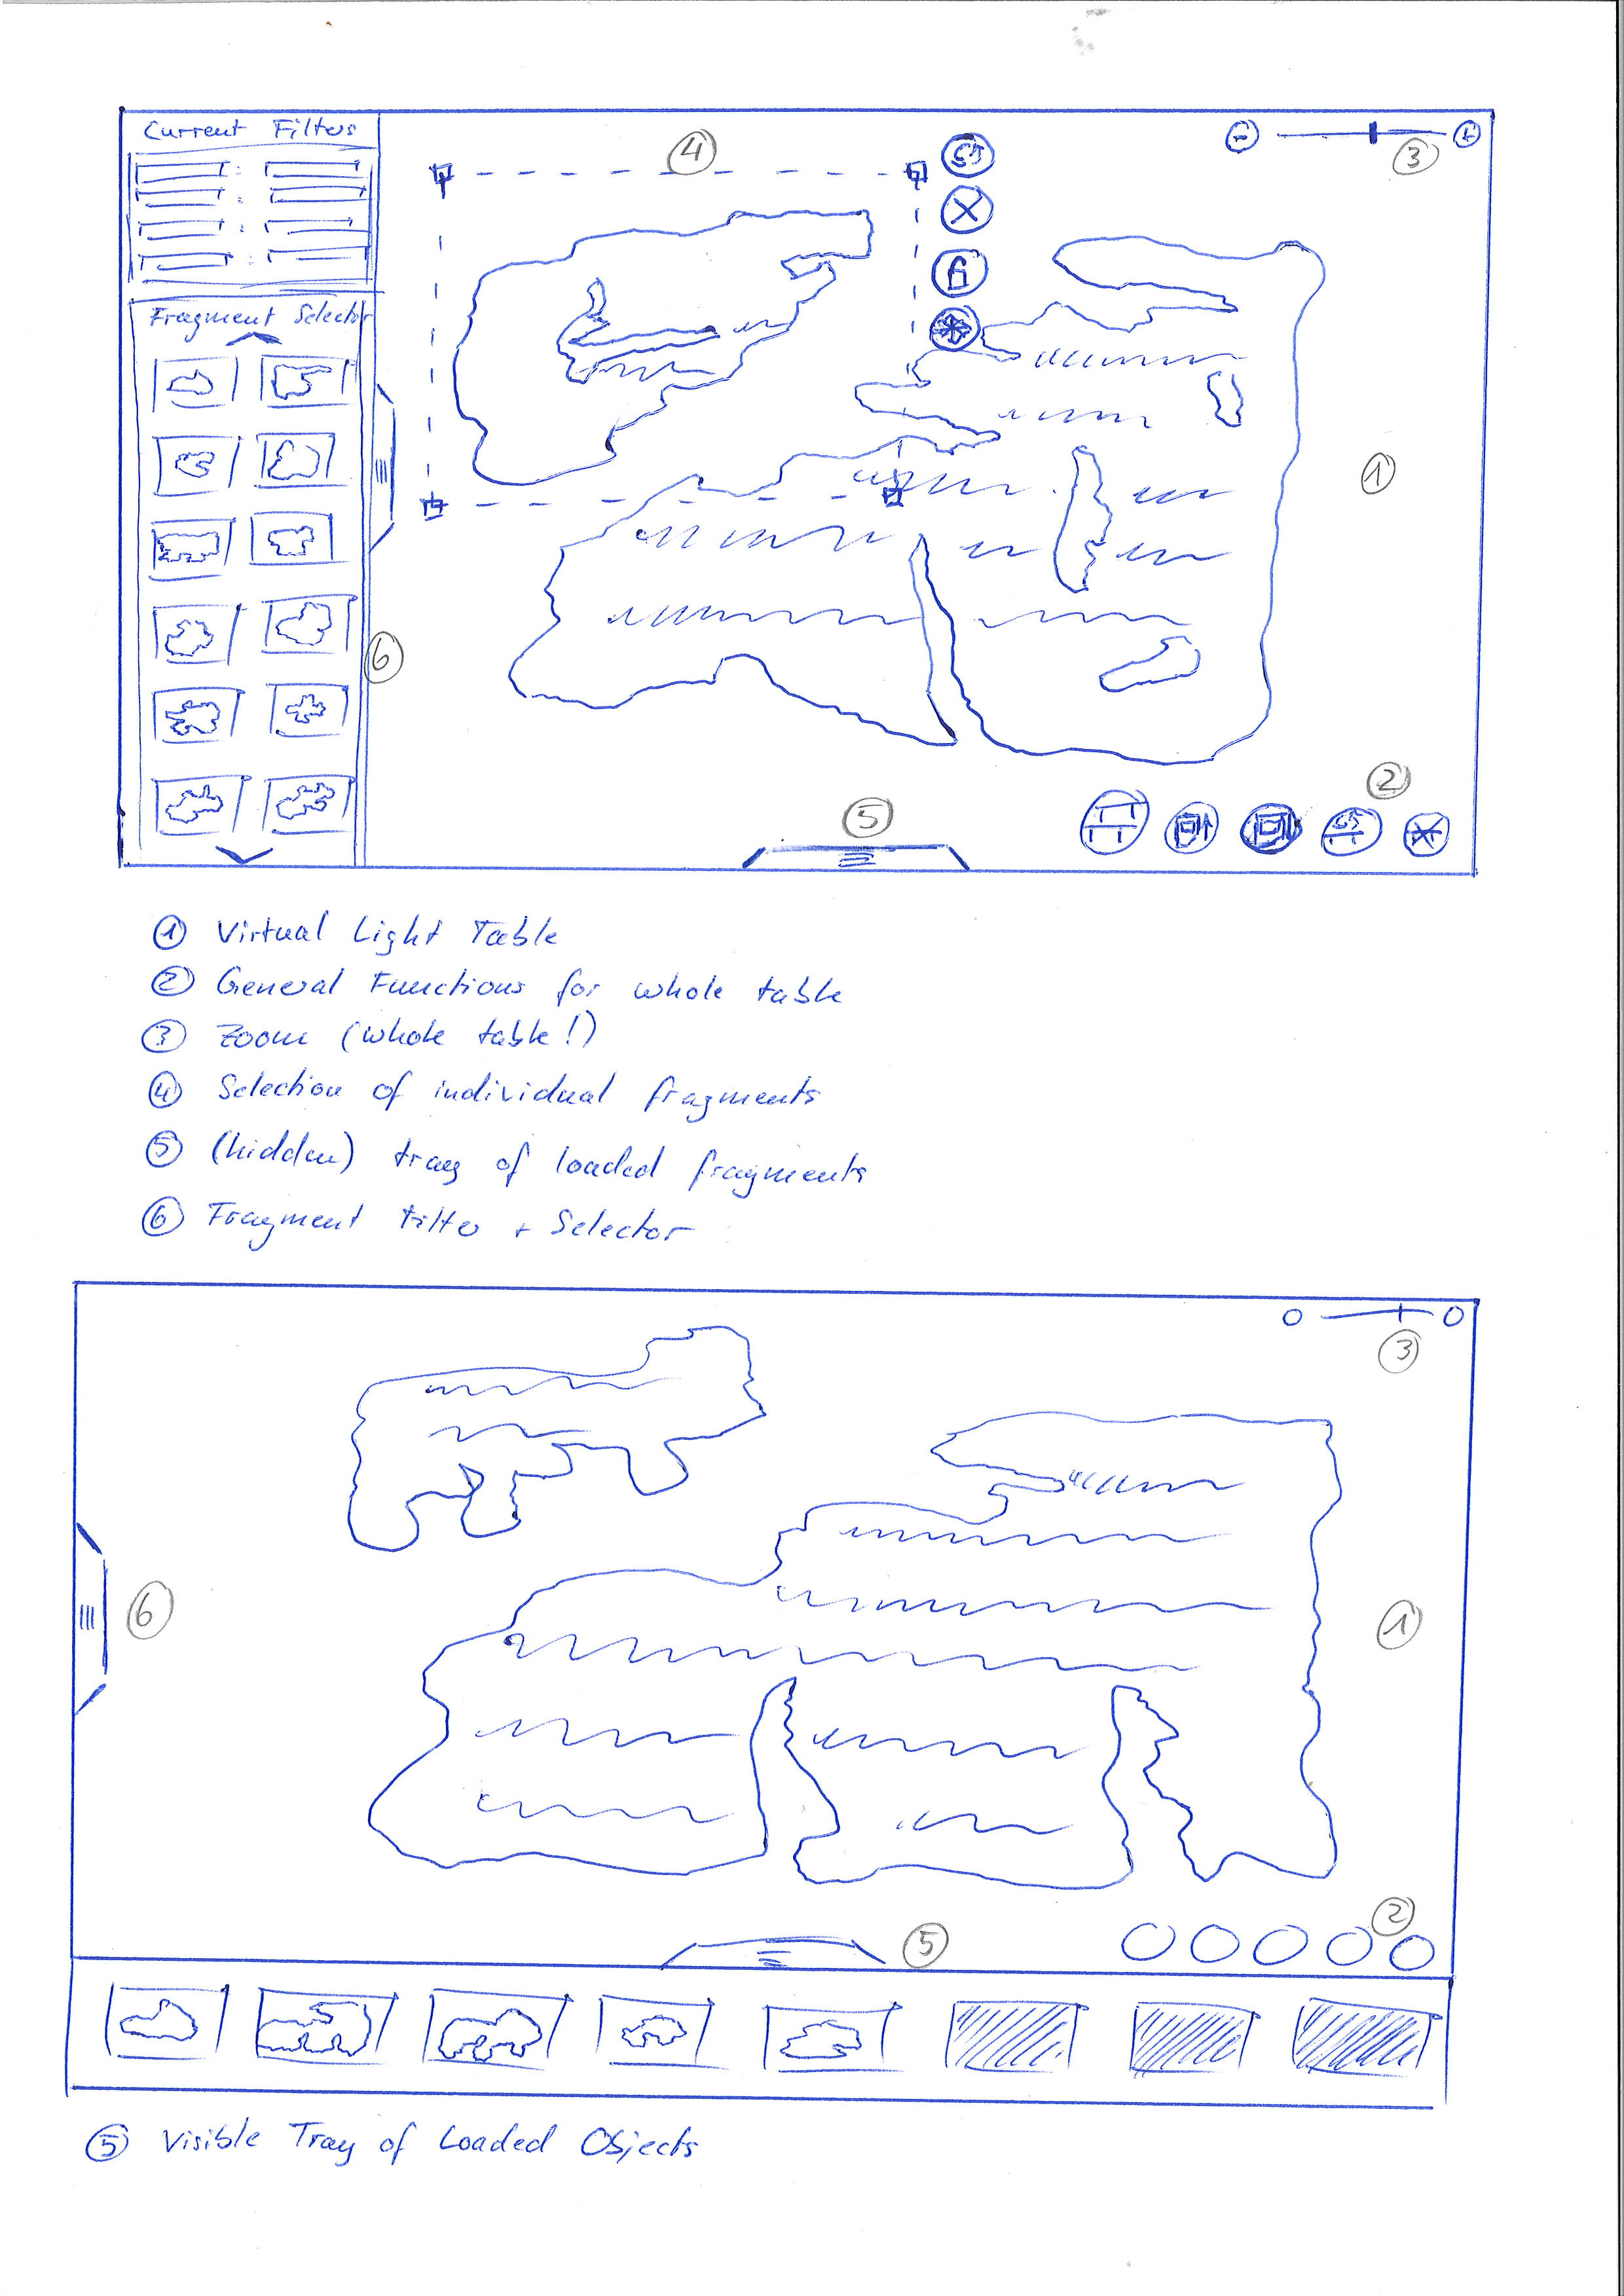 Current Filters
Fragment Selector
4
3
1
6
5
2
① Virtual Light Table
② General Functions for whole table
③ Zoom (whole table!)
④ Selection of individual fragments
⑤ (hidden) tray of loaded fragments
⑥ Fragment Filter + Selector
3
6
1
2
5
⑤ Visible Tray of Loaded Objects